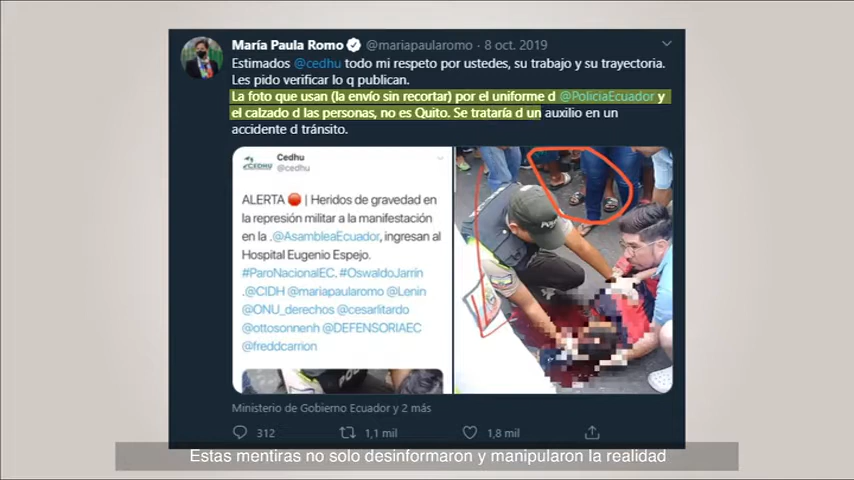 María Paula Romo @mariapaularomo · 8 oct. 2019
Estimados @cedhu todo mi respeto por ustedes, su trabajo y su trayectoria.
Les pido verificar lo q publican.
La foto que usan (la envío sin recortar) por el uniforme d @PoliciaEcuador y
el calzado d las personas, no es Quito. Se trataría d un auxilio en un
accidente d tránsito.
CEDHU
Cedhu
@cedhu
ALERTA 🔴 | Heridos de gravedad en
la represión militar a la manifestación
en la .@AsambleaEcuador, ingresan al
Hospital Eugenio Espejo.
#ParoNacionalEC. #OswaldoJarrín
.@CIDH @mariapaularomo @Lenin
@ONU_derechos @cesarlitardo
@ottosonnenh @DEFENSORIAEC
@freddcarrion
Ministerio de Gobierno Ecuador y 2 más
312 1,1 mil 1,8 mil
Estas mentiras no solo desinformaron y manipularon la realidad